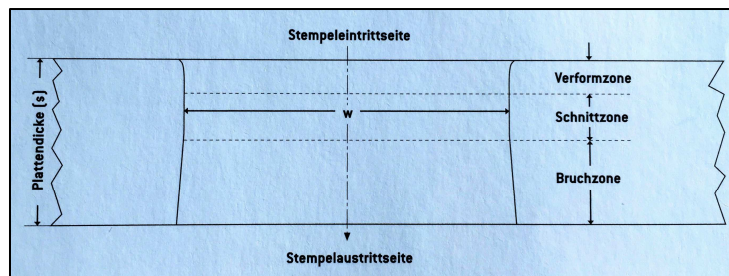 Stempeleintrittseite
Verformzone
Plattendicke (s)
w
Schnittzone
Bruchzone
Stempelaustrittseite